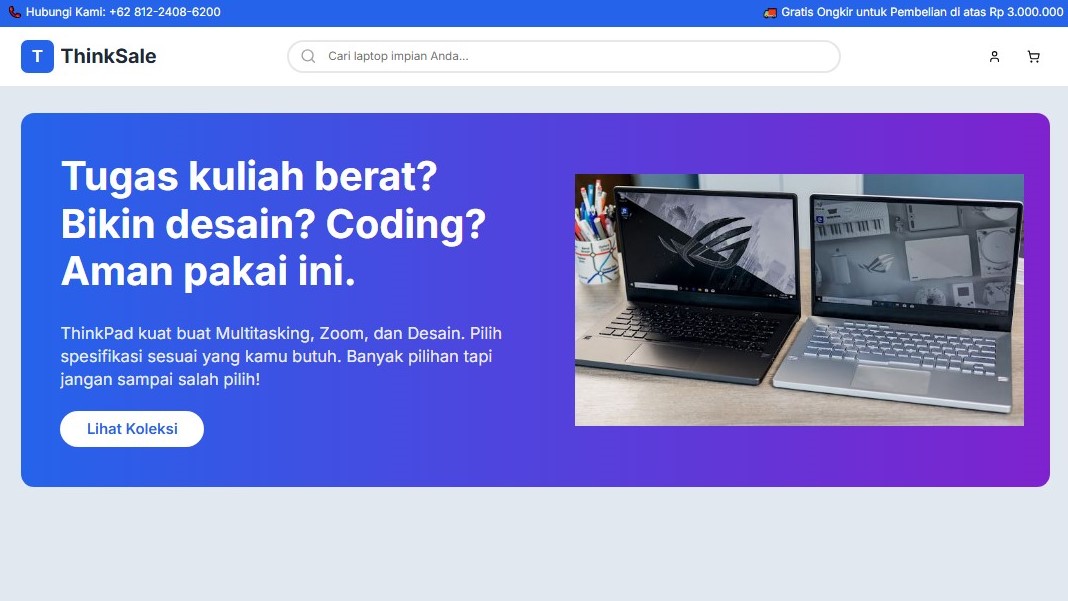 Hubungi Kami: +62 812-2408-6200
Gratis Ongkir untuk Pembelian di atas Rp 3.000.000
T ThinkSale
Cari laptop impian Anda...
Tugas kuliah berat?
Bikin desain? Coding?
Aman pakai ini.
ThinkPad kuat buat Multitasking, Zoom, dan Desain. Pilih
spesifikasi sesuai yang kamu butuh. Banyak pilihan tapi
jangan sampai salah pilih!
Lihat Koleksi